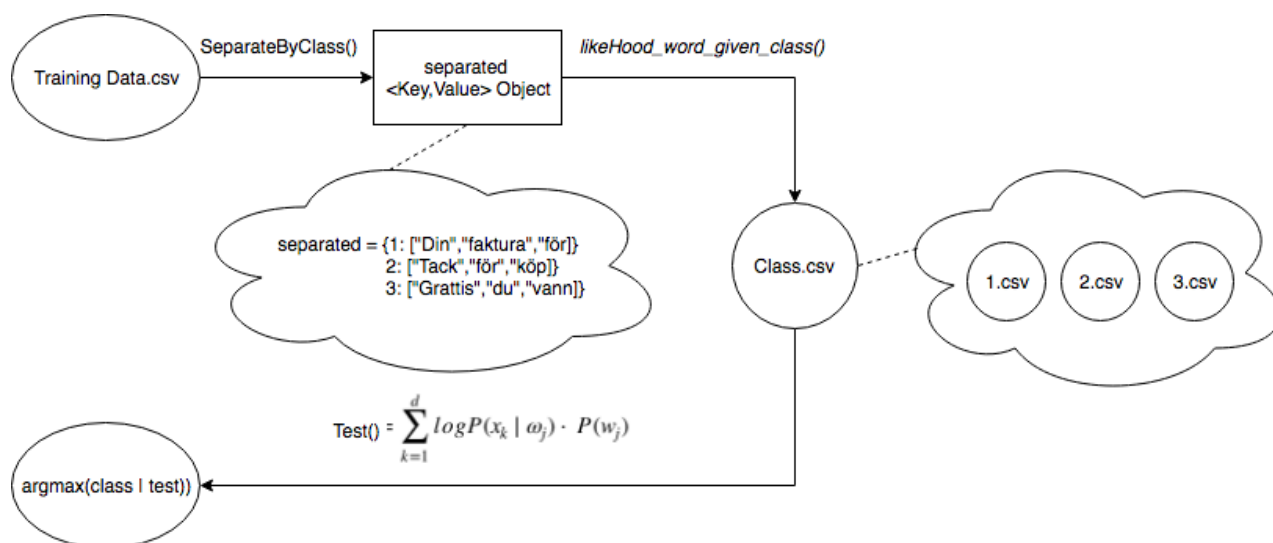 SeparateByClass()
likeHood_word_given_class()
Training Data.csv
separated
<Key,Value> Object
separated = {1: ["Din","faktura","för]}
2: ["Tack","för","köp]}
3: ["Grattis","du","vann]}
Class.csv
1.csv
2.csv
3.csv
Test() = \sum_{k=1}^{d} logP(x_k | ω_j) · P(w_j)
argmax(class | test))